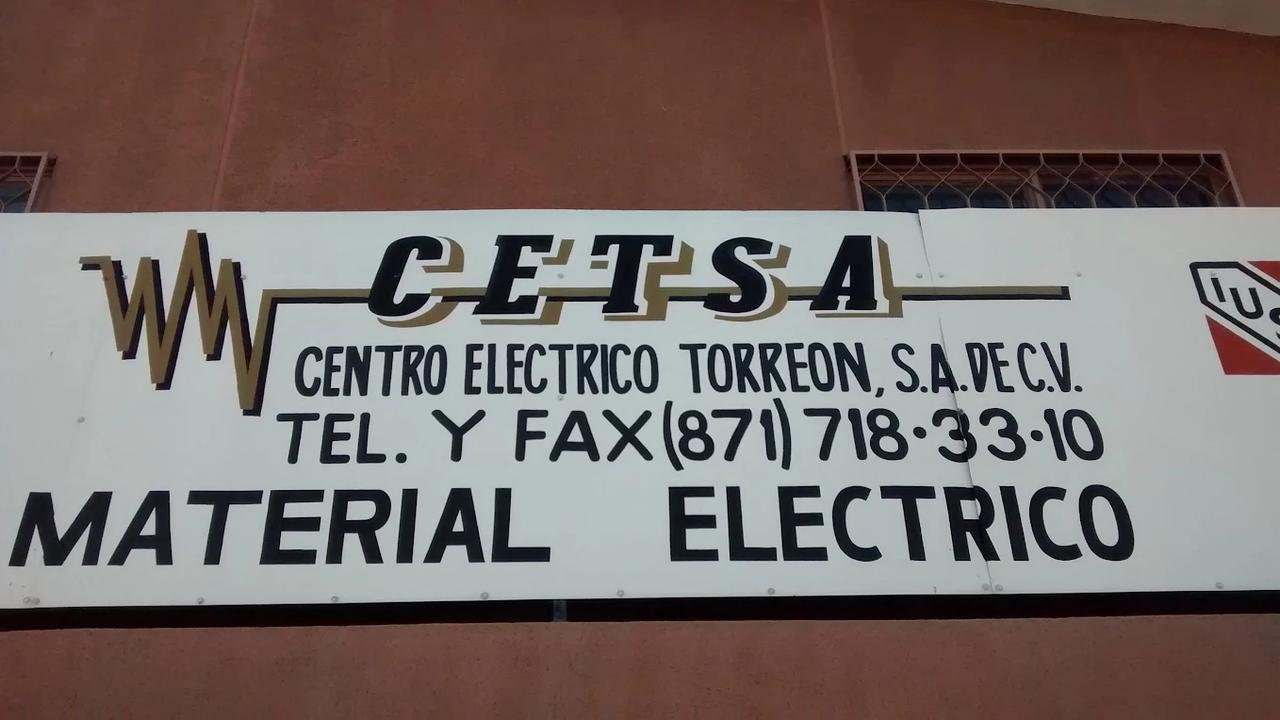 CETSA
CENTRO ELECTRICO TORREON, S.A. DE C.V.
TEL. Y FAX (871) 718·33·10
MATERIAL ELECTRICO